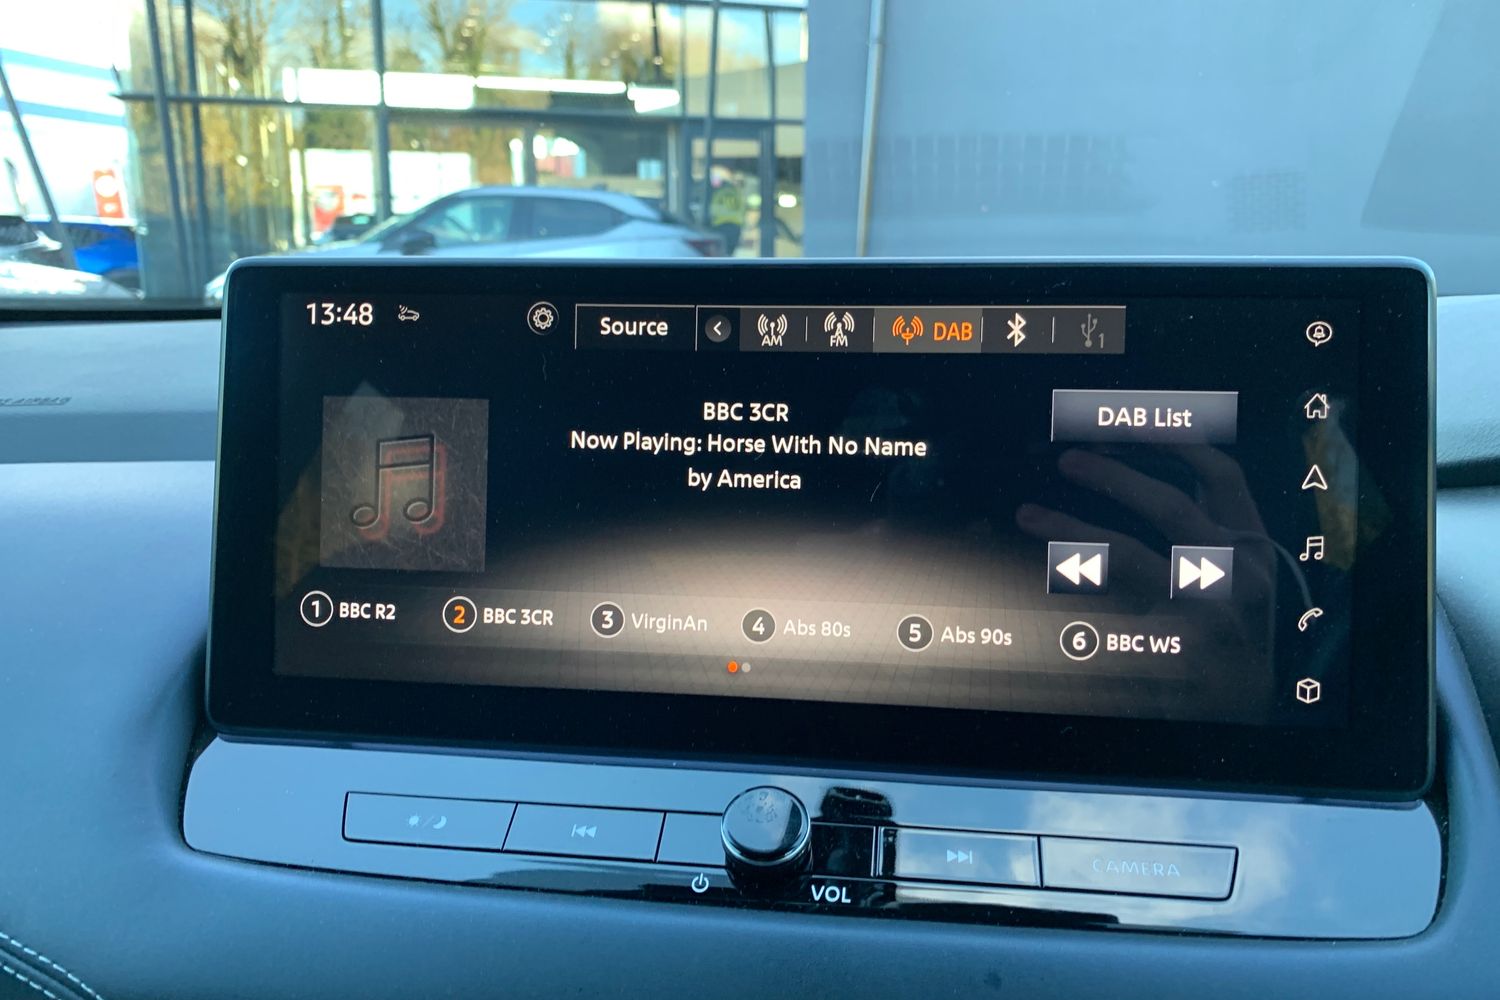 13:48
Source
AM
FM
DAB
1
BBC 3CR
DAB List
Now Playing: Horse With No Name
by America
1 BBC R2
2 BBC 3CR
3 VirginAn
4 Abs 80s
5 Abs 90s
6 BBC WS
VOL
CAMERA